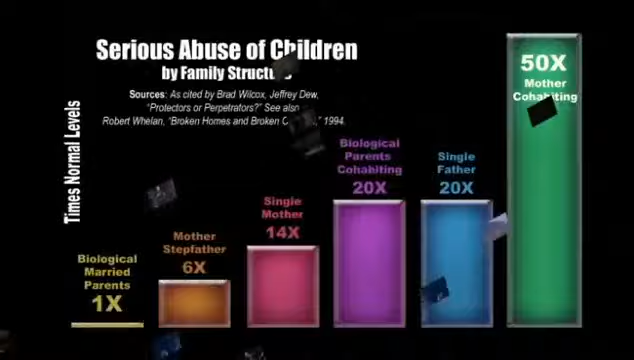 Serious Abuse of Children
by Family Structure
Sources: As cited by Brad Wilcox, Jeffrey Dew,
"Protectors or Perpetrators?" See also
Robert Whelan, "Broken Homes and Broken 1994.
Times Normal Levels
Biological
Married
Parents
1X
Mother
Stepfather
6X
Single
Mother
14X
Biological
Parents
Cohabiting
20X
Single
Father
20X
50X
Mother
Cohabiting